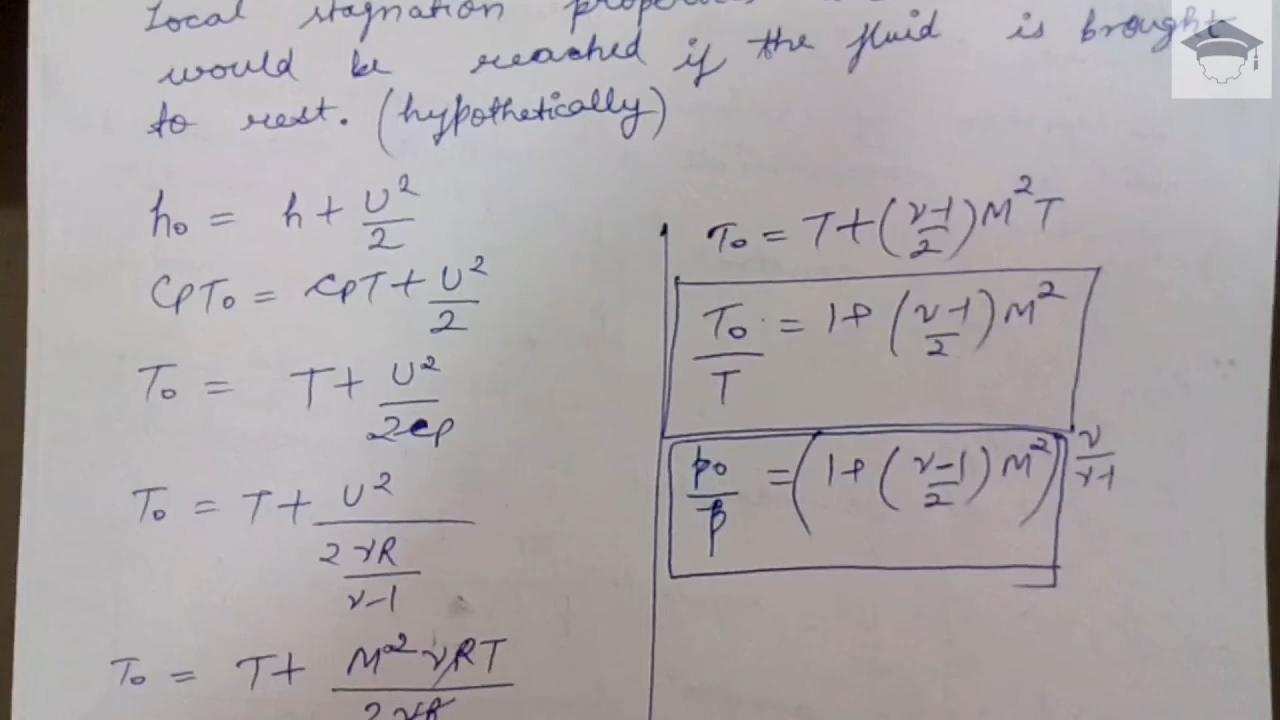 Local stagnation
would be reached if the fluid is brought
to rest. (hypothetically)
h₀ = h + U²/2
CpT₀ = CpT + U²/2
T₀ = T + U²/2Cp
T₀ = T + U²/(2γR/(γ-1))
T₀ = T + M²γRT/2γR
T₀ = T + ((γ-1)/2)M²T
T₀/T = 1 + ((γ-1)/2)M²
p₀/p = (1 + ((γ-1)/2)M²)^(γ/(γ-1))